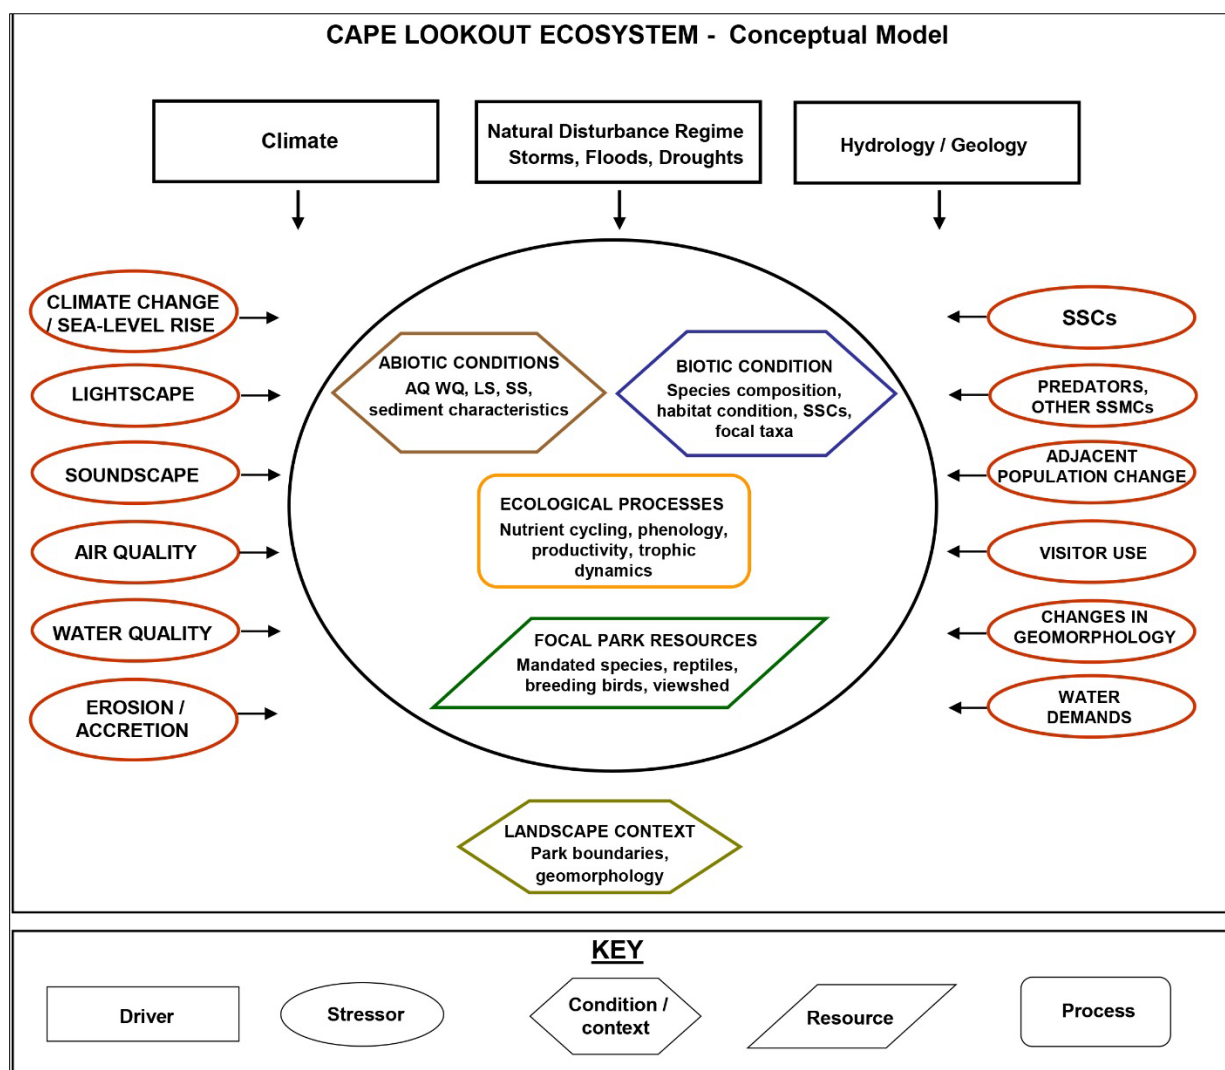 CAPE LOOKOUT ECOSYSTEM - Conceptual Model
Climate
Natural Disturbance Regime
Storms, Floods, Droughts
Hydrology / Geology
CLIMATE CHANGE
/ SEA-LEVEL RISE
LIGHTSCAPE
SOUNDSCAPE
AIR QUALITY
WATER QUALITY
EROSION /
ACCRETION
ABIOTIC CONDITIONS
AQ WQ, LS, SS,
sediment characteristics
BIOTIC CONDITION
Species composition,
habitat condition, SSCs,
focal taxa
ECOLOGICAL PROCESSES
Nutrient cycling, phenology,
productivity, trophic
dynamics
FOCAL PARK RESOURCES
Mandated species, reptiles,
breeding birds, viewshed
SSCs
PREDATORS,
OTHER SSMCs
ADJACENT
POPULATION CHANGE
VISITOR USE
CHANGES IN
GEOMORPHOLOGY
WATER
DEMANDS
LANDSCAPE CONTEXT
Park boundaries,
geomorphology
KEY
Driver
Stressor
Condition /
context
Resource
Process